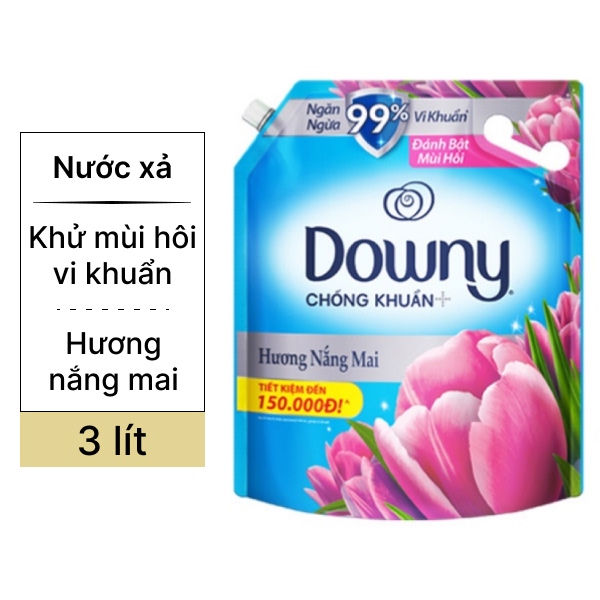 Nước xả
Khử mùi hôi
vi khuẩn
Hương
nắng mai
3 lít
Ngăn
Ngừa
99%
Vi Khuẩn*
Đánh Bật
Mùi Hôi
Downy®
CHỐNG KHUẨN+
Hương Nắng Mai
TIẾT KIỆM ĐẾN
150.000Đ!^